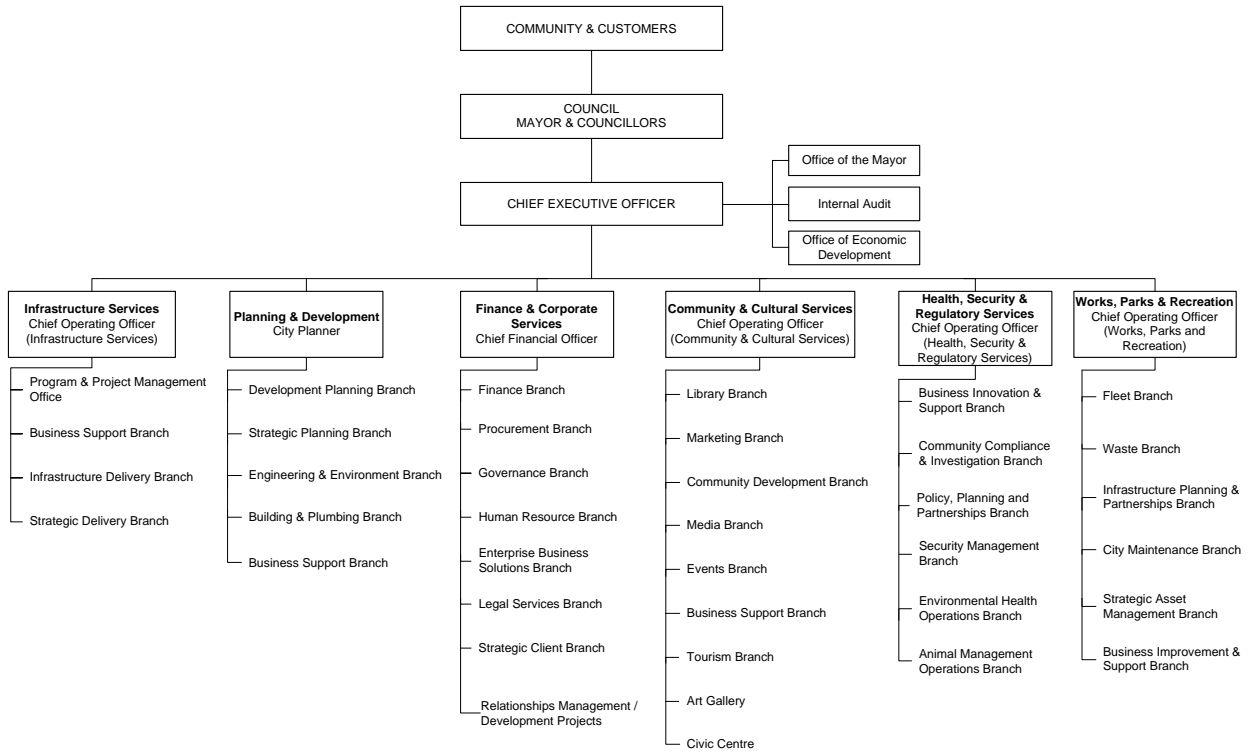 COMMUNITY & CUSTOMERS
COUNCIL
MAYOR & COUNCILLORS
CHIEF EXECUTIVE OFFICER
Office of the Mayor
Internal Audit
Office of Economic
Development
Infrastructure Services
Chief Operating Officer
(Infrastructure Services)
Program & Project Management
Office
Business Support Branch
Infrastructure Delivery Branch
Strategic Delivery Branch
Planning & Development
City Planner
Development Planning Branch
Strategic Planning Branch
Engineering & Environment Branch
Building & Plumbing Branch
Business Support Branch
Finance & Corporate
Services
Chief Financial Officer
Finance Branch
Procurement Branch
Governance Branch
Human Resource Branch
Enterprise Business
Solutions Branch
Legal Services Branch
Strategic Client Branch
Relationships Management /
Development Projects
Community & Cultural Services
Chief Operating Officer
(Community & Cultural Services)
Library Branch
Marketing Branch
Community Development Branch
Media Branch
Events Branch
Business Support Branch
Tourism Branch
Art Gallery
Civic Centre
Health, Security &
Regulatory Services
Chief Operating Officer
(Health, Security &
Regulatory Services)
Business Innovation &
Support Branch
Community Compliance
& Investigation Branch
Policy, Planning and
Partnerships Branch
Security Management
Branch
Environmental Health
Operations Branch
Animal Management
Operations Branch
Works, Parks & Recreation
Chief Operating Officer
(Works, Parks and
Recreation)
Fleet Branch
Waste Branch
Infrastructure Planning &
Partnerships Branch
City Maintenance Branch
Strategic Asset
Management Branch
Business Improvement &
Support Branch